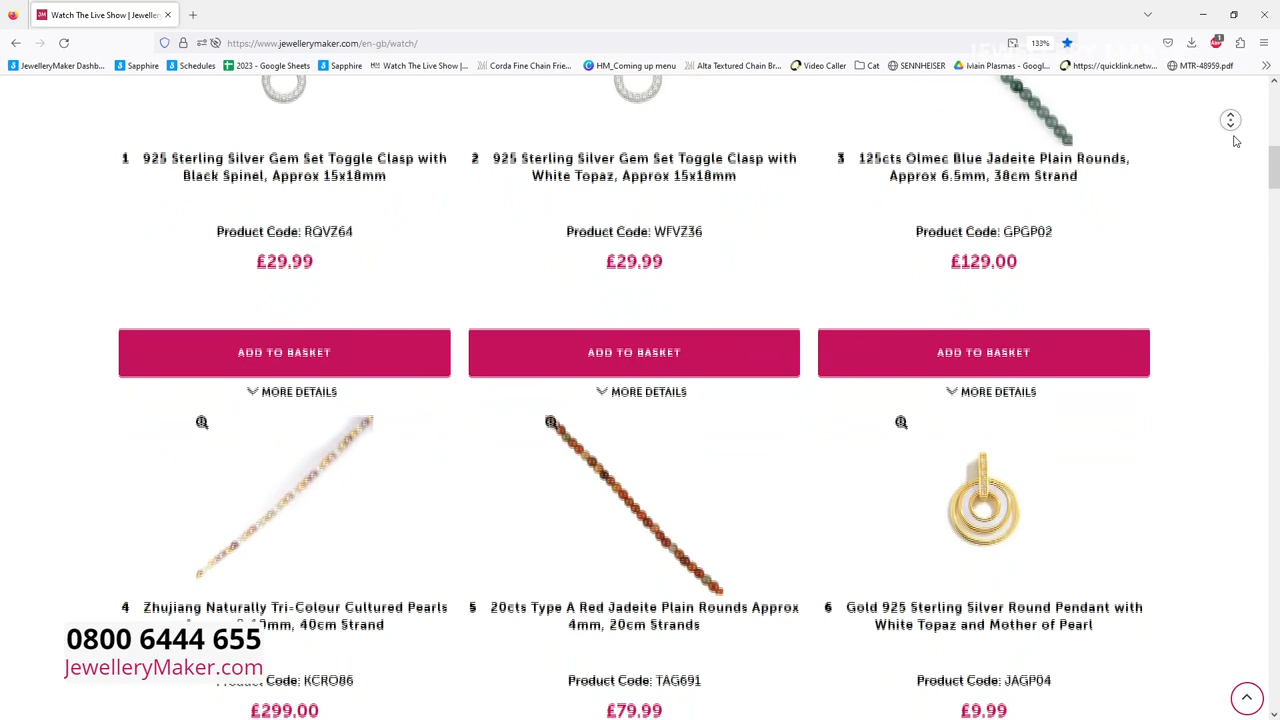 Watch The Live Show | Jeweller
https://www.jewellerymaker.com/en-gb/watch/
133%
JewelleryMaker Dashb...
Sapphire
Schedules
2023 - Google Sheets
Sapphire
Watch The Live Show |...
Corda Fine Chain Frie...
HM_Coming up menu
Alta Textured Chain Br...
Video Caller
Cat
SENNHEISER
Main Plasmas - Googl...
https://quicklink.netw...
MTR-48959.pdf
1 925 Sterling Silver Gem Set Toggle Clasp with
Black Spinel, Approx 15x18mm
Product Code: RQVZ64
£29.99
ADD TO BASKET
MORE DETAILS
2 925 Sterling Silver Gem Set Toggle Clasp with
White Topaz, Approx 15x18mm
Product Code: WFVZ36
£29.99
ADD TO BASKET
MORE DETAILS
3 125cts Olmec Blue Jadeite Plain Rounds,
Approx 6.5mm, 38cm Strand
Product Code: GPGP02
£129.00
ADD TO BASKET
MORE DETAILS
4 Zhujiang Naturally Tri-Colour Cultured Pearls
mm, 40cm Strand
Product Code: KCRO86
£299.00
5 20cts Type A Red Jadeite Plain Rounds Approx
4mm, 20cm Strands
Product Code: TAG691
£79.99
6 Gold 925 Sterling Silver Round Pendant with
White Topaz and Mother of Pearl
Product Code: JAGP04
£9.99
0800 6444 655
JewelleryMaker.com